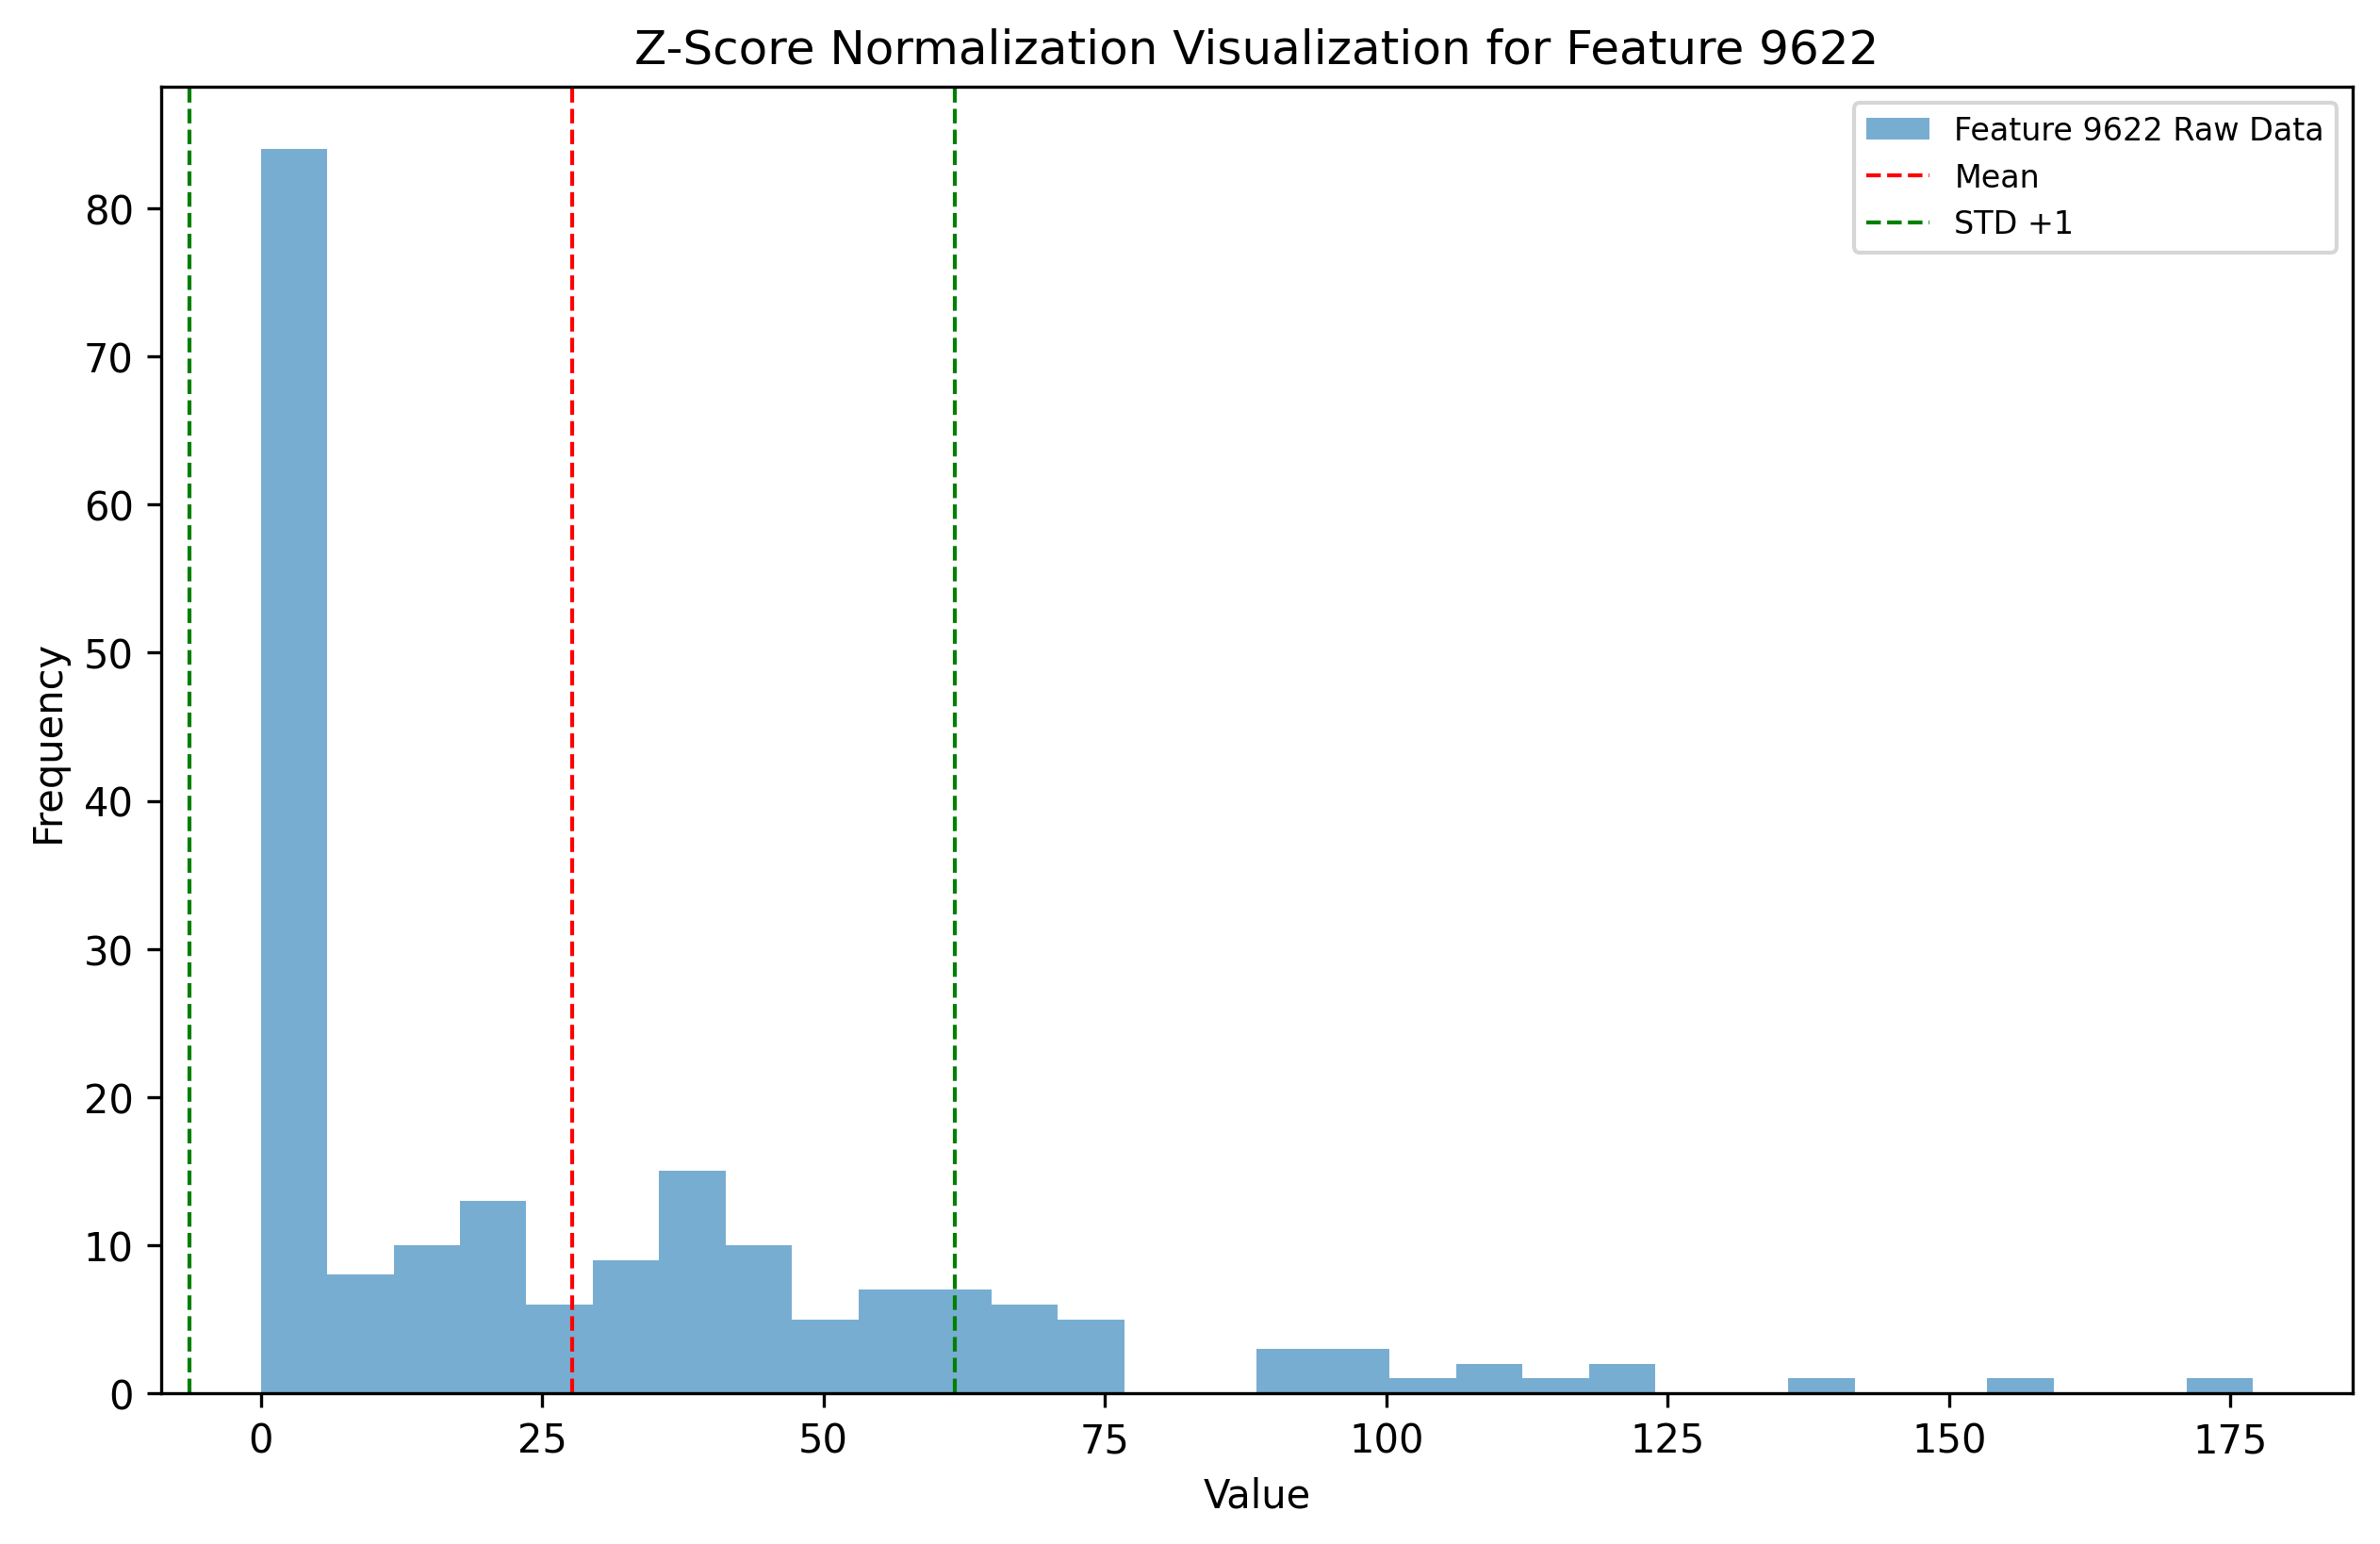 Z-Score Normalization Visualization for Feature 9622
Feature 9622 Raw Data
Mean
STD +1
Frequency
80
70
60
50
40
30
20
10
0
0 25 50 75 100 125 150 175
Value